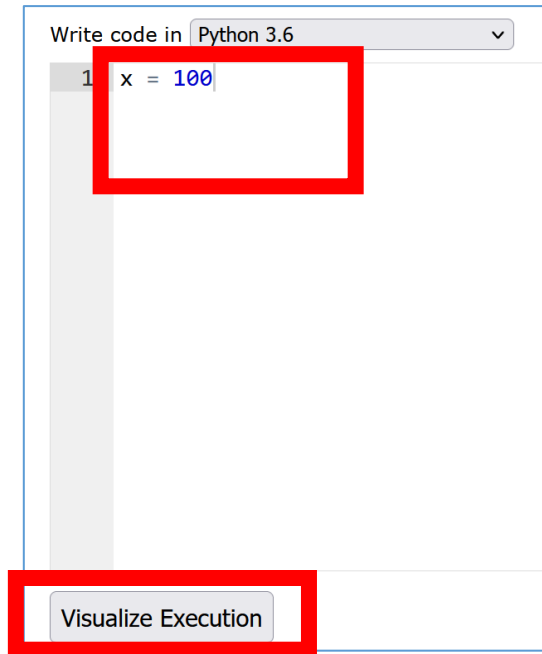 Write code in Python 3.6
1 x = 100
Visualize Execution